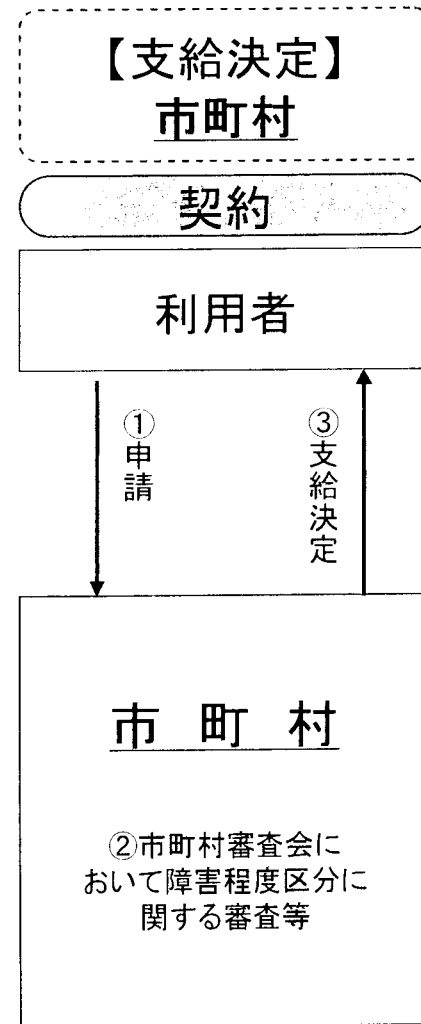 【支給決定】
市町村
契約
利用者
①申請
③支給決定
市 町 村
②市町村審査会に
おいて障害程度区分に
関する審査等